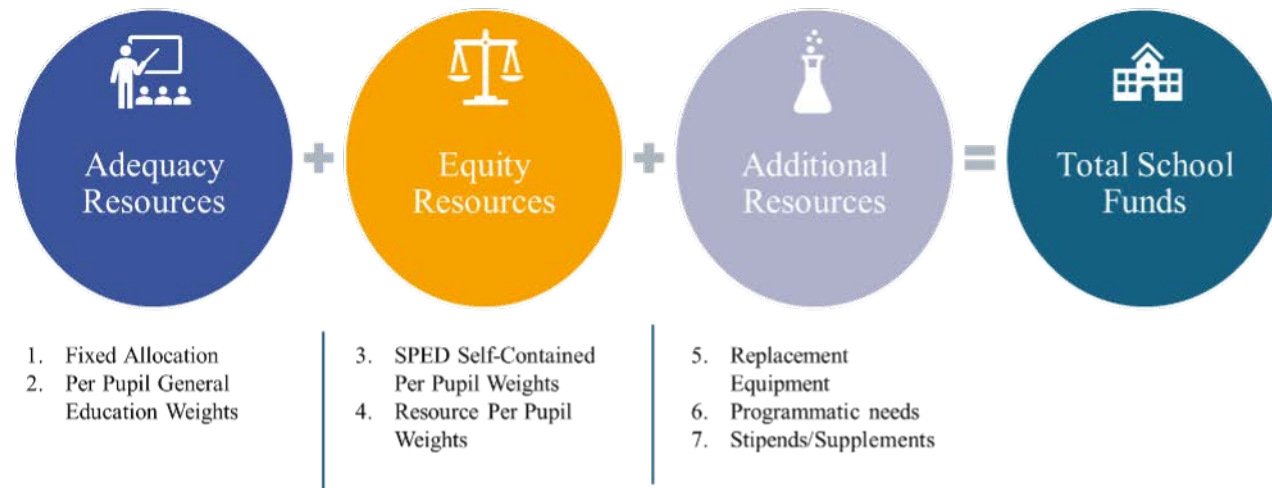 Adequacy
Resources
+
Equity
Resources
+
Additional
Resources
=
Total School
Funds
1. Fixed Allocation
2. Per Pupil General
Education Weights
3. SPED Self-Contained
Per Pupil Weights
4. Resource Per Pupil
Weights
5. Replacement
Equipment
6. Programmatic needs
7. Stipends/Supplements